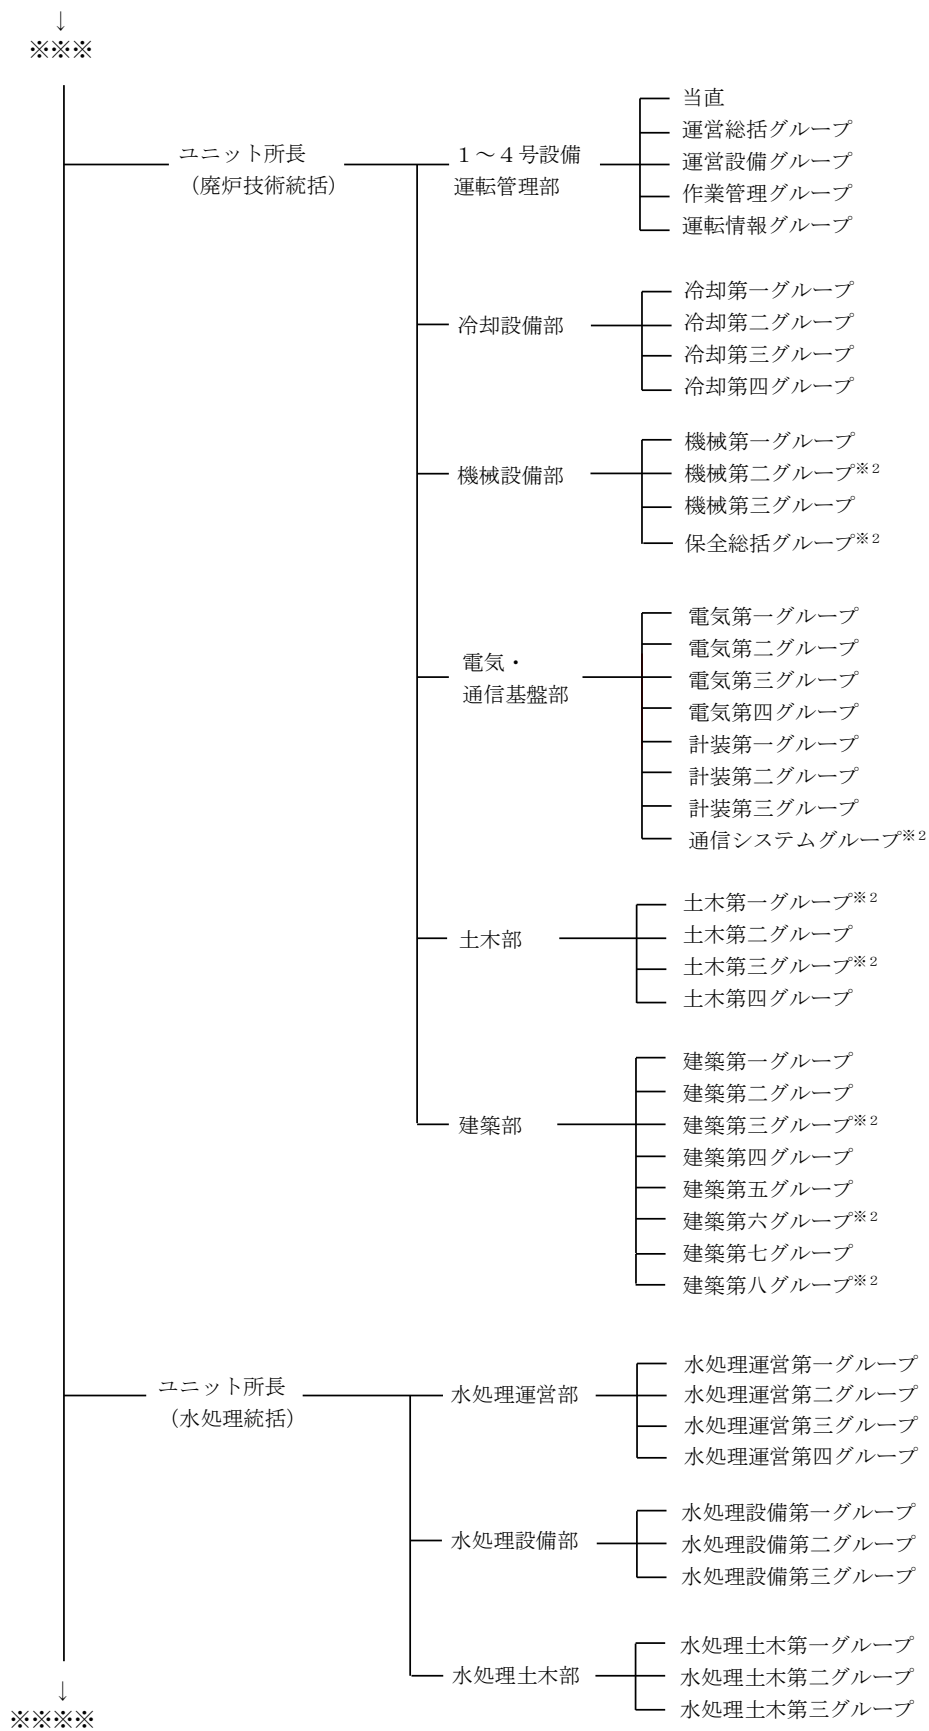 ↓
※※※
ユニット所長
（廃炉技術統括）
１～４号設備
運転管理部
当直
運営総括グループ
運営設備グループ
作業管理グループ
運転情報グループ
冷却設備部
冷却第一グループ
冷却第二グループ
冷却第三グループ
冷却第四グループ
機械設備部
機械第一グループ
機械第二グループ※２
機械第三グループ
保全総括グループ※２
電気・
通信基盤部
電気第一グループ
電気第二グループ
電気第三グループ
電気第四グループ
計装第一グループ
計装第二グループ
計装第三グループ
通信システムグループ※２
土木部
土木第一グループ※２
土木第二グループ
土木第三グループ※２
土木第四グループ
建築部
建築第一グループ
建築第二グループ
建築第三グループ※２
建築第四グループ
建築第五グループ
建築第六グループ※２
建築第七グループ
建築第八グループ※２
ユニット所長
（水処理統括）
水処理運営部
水処理運営第一グループ
水処理運営第二グループ
水処理運営第三グループ
水処理運営第四グループ
水処理設備部
水処理設備第一グループ
水処理設備第二グループ
水処理設備第三グループ
水処理土木部
水処理土木第一グループ
水処理土木第二グループ
水処理土木第三グループ
↓
※※※※